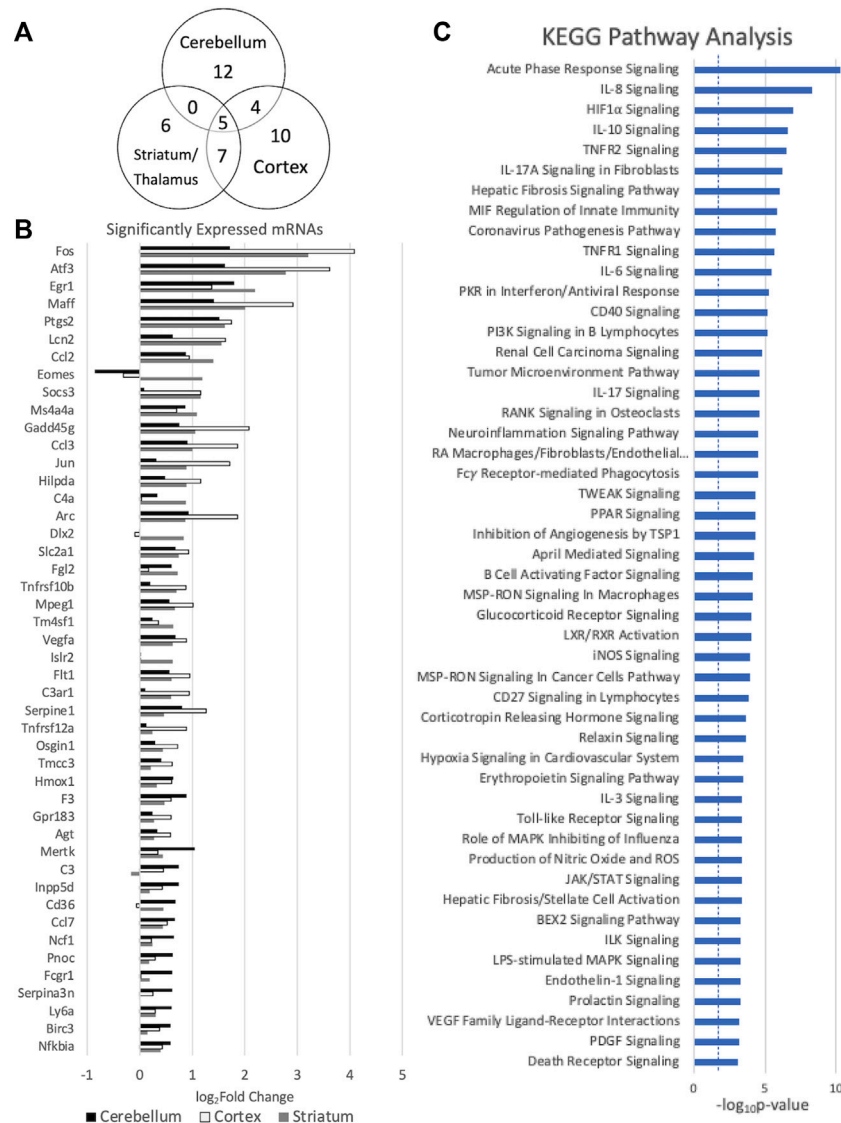 A
Cerebellum
12
0
4
5
6
10
Striatum/
Thalamus
7
Cortex
B
Significantly Expressed mRNAs
Fos
Atf3
Egr1
Maff
Ptgs2
Lcn2
Ccl2
Eomes
Socs3
Ms4a4a
Gadd45g
Ccl3
Jun
Hilpda
C4a
Arc
Dlx2
Slc2a1
Fgl2
Tnfrsf10b
Mpeg1
Tm4sf1
Vegfa
Islr2
Flt1
C3ar1
Serpine1
Tnfrsf12a
Osgin1
Tmcc3
Hmox1
F3
Gpr183
Agt
Mertk
C3
Inpp5d
Cd36
Ccl7
Ncf1
Pnoc
Fcgr1
Serpina3n
Ly6a
Birc3
Nfkbia
-1 0 1 2 3 4 5
log₂Fold Change
Cerebellum Cortex Striatum
C
KEGG Pathway Analysis
Acute Phase Response Signaling
IL-8 Signaling
HIF1α Signaling
IL-10 Signaling
TNFR2 Signaling
IL-17A Signaling in Fibroblasts
Hepatic Fibrosis Signaling Pathway
MIF Regulation of Innate Immunity
Coronavirus Pathogenesis Pathway
TNFR1 Signaling
IL-6 Signaling
PKR in Interferon/Antiviral Response
CD40 Signaling
PI3K Signaling in B Lymphocytes
Renal Cell Carcinoma Signaling
Tumor Microenvironment Pathway
IL-17 Signaling
RANK Signaling in Osteoclasts
Neuroinflammation Signaling Pathway
RA Macrophages/Fibroblasts/Endothelial...
Fcγ Receptor-mediated Phagocytosis
TWEAK Signaling
PPAR Signaling
Inhibition of Angiogenesis by TSP1
April Mediated Signaling
B Cell Activating Factor Signaling
MSP-RON Signaling In Macrophages
Glucocorticoid Receptor Signaling
LXR/RXR Activation
iNOS Signaling
MSP-RON Signaling In Cancer Cells Pathway
CD27 Signaling in Lymphocytes
Corticotropin Releasing Hormone Signaling
Relaxin Signaling
Hypoxia Signaling in Cardiovascular System
Erythropoietin Signaling Pathway
IL-3 Signaling
Toll-like Receptor Signaling
Role of MAPK Inhibiting of Influenza
Production of Nitric Oxide and ROS
JAK/STAT Signaling
Hepatic Fibrosis/Stellate Cell Activation
BEX2 Signaling Pathway
ILK Signaling
LPS-stimulated MAPK Signaling
Endothelin-1 Signaling
Prolactin Signaling
VEGF Family Ligand-Receptor Interactions
PDGF Signaling
Death Receptor Signaling
0 5 10
-log₁₀p-value